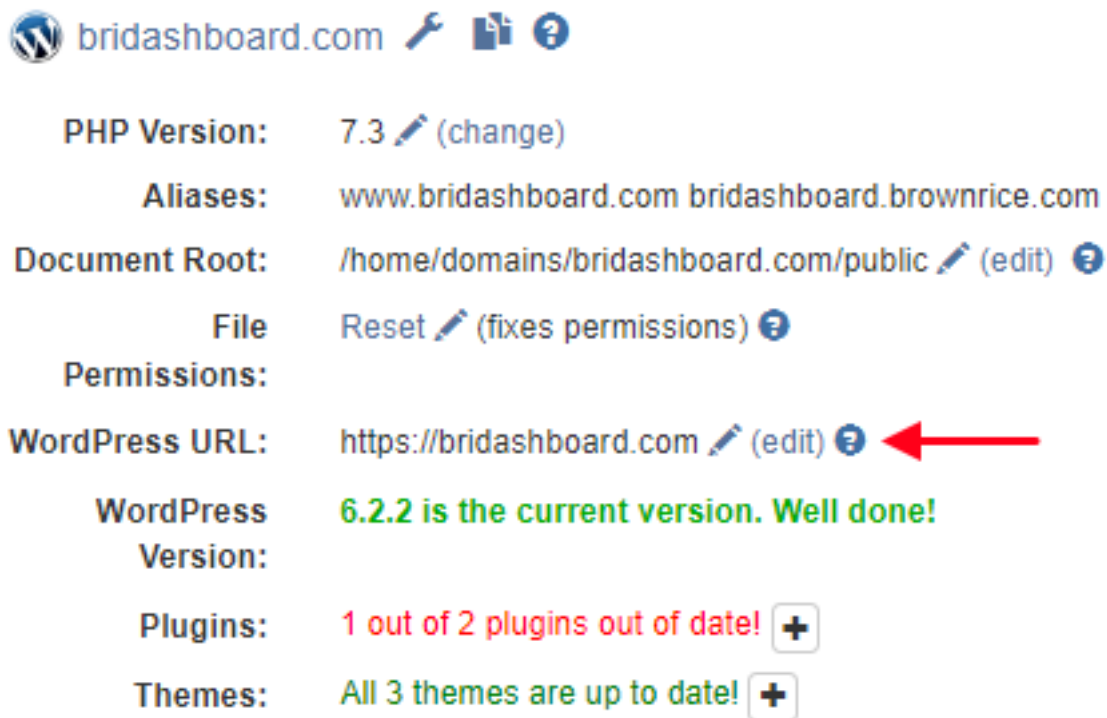 bridashboard.com
PHP Version: 7.3 (change)
Aliases: www.bridashboard.com bridashboard.brownrice.com
Document Root: /home/domains/bridashboard.com/public (edit)
File Reset (fixes permissions)
Permissions:
WordPress URL: https://bridashboard.com (edit)
WordPress 6.2.2 is the current version. Well done!
Version:
Plugins: 1 out of 2 plugins out of date!
Themes: All 3 themes are up to date!